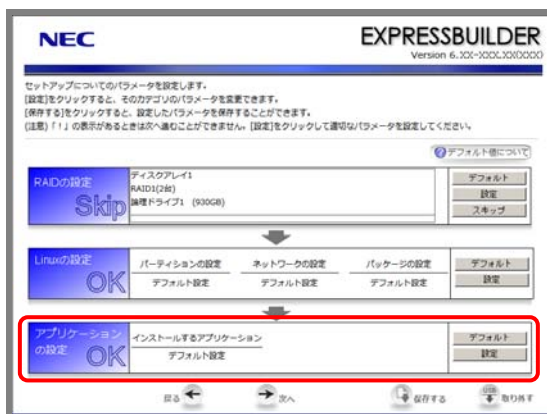 NEC
EXPRESSBUILDER
Version 6.XX-XXX.XX(XXX)
セットアップについてのパラメータを設定します。
[設定]をクリックすると、そのカテゴリのパラメータを変更できます。
[保存する]をクリックすると、設定したパラメータを保存することができます。
(注意)「！」の表示があるときは次へ進むことができません。[設定]をクリックして適切なパラメータを設定してください。
デフォルト値について
RAIDの設定
Skip
ディスクアレイ1
RAID1(2台)
論理ドライブ1 (930GB)
デフォルト
設定
スキップ
Linuxの設定
OK
パーティションの設定 ネットワークの設定 パッケージの設定
デフォルト設定 デフォルト設定 デフォルト設定
デフォルト
設定
アプリケーション
の設定
OK
インストールするアプリケーション
デフォルト設定
デフォルト
設定
戻る 次へ 保存する USB 取り外す